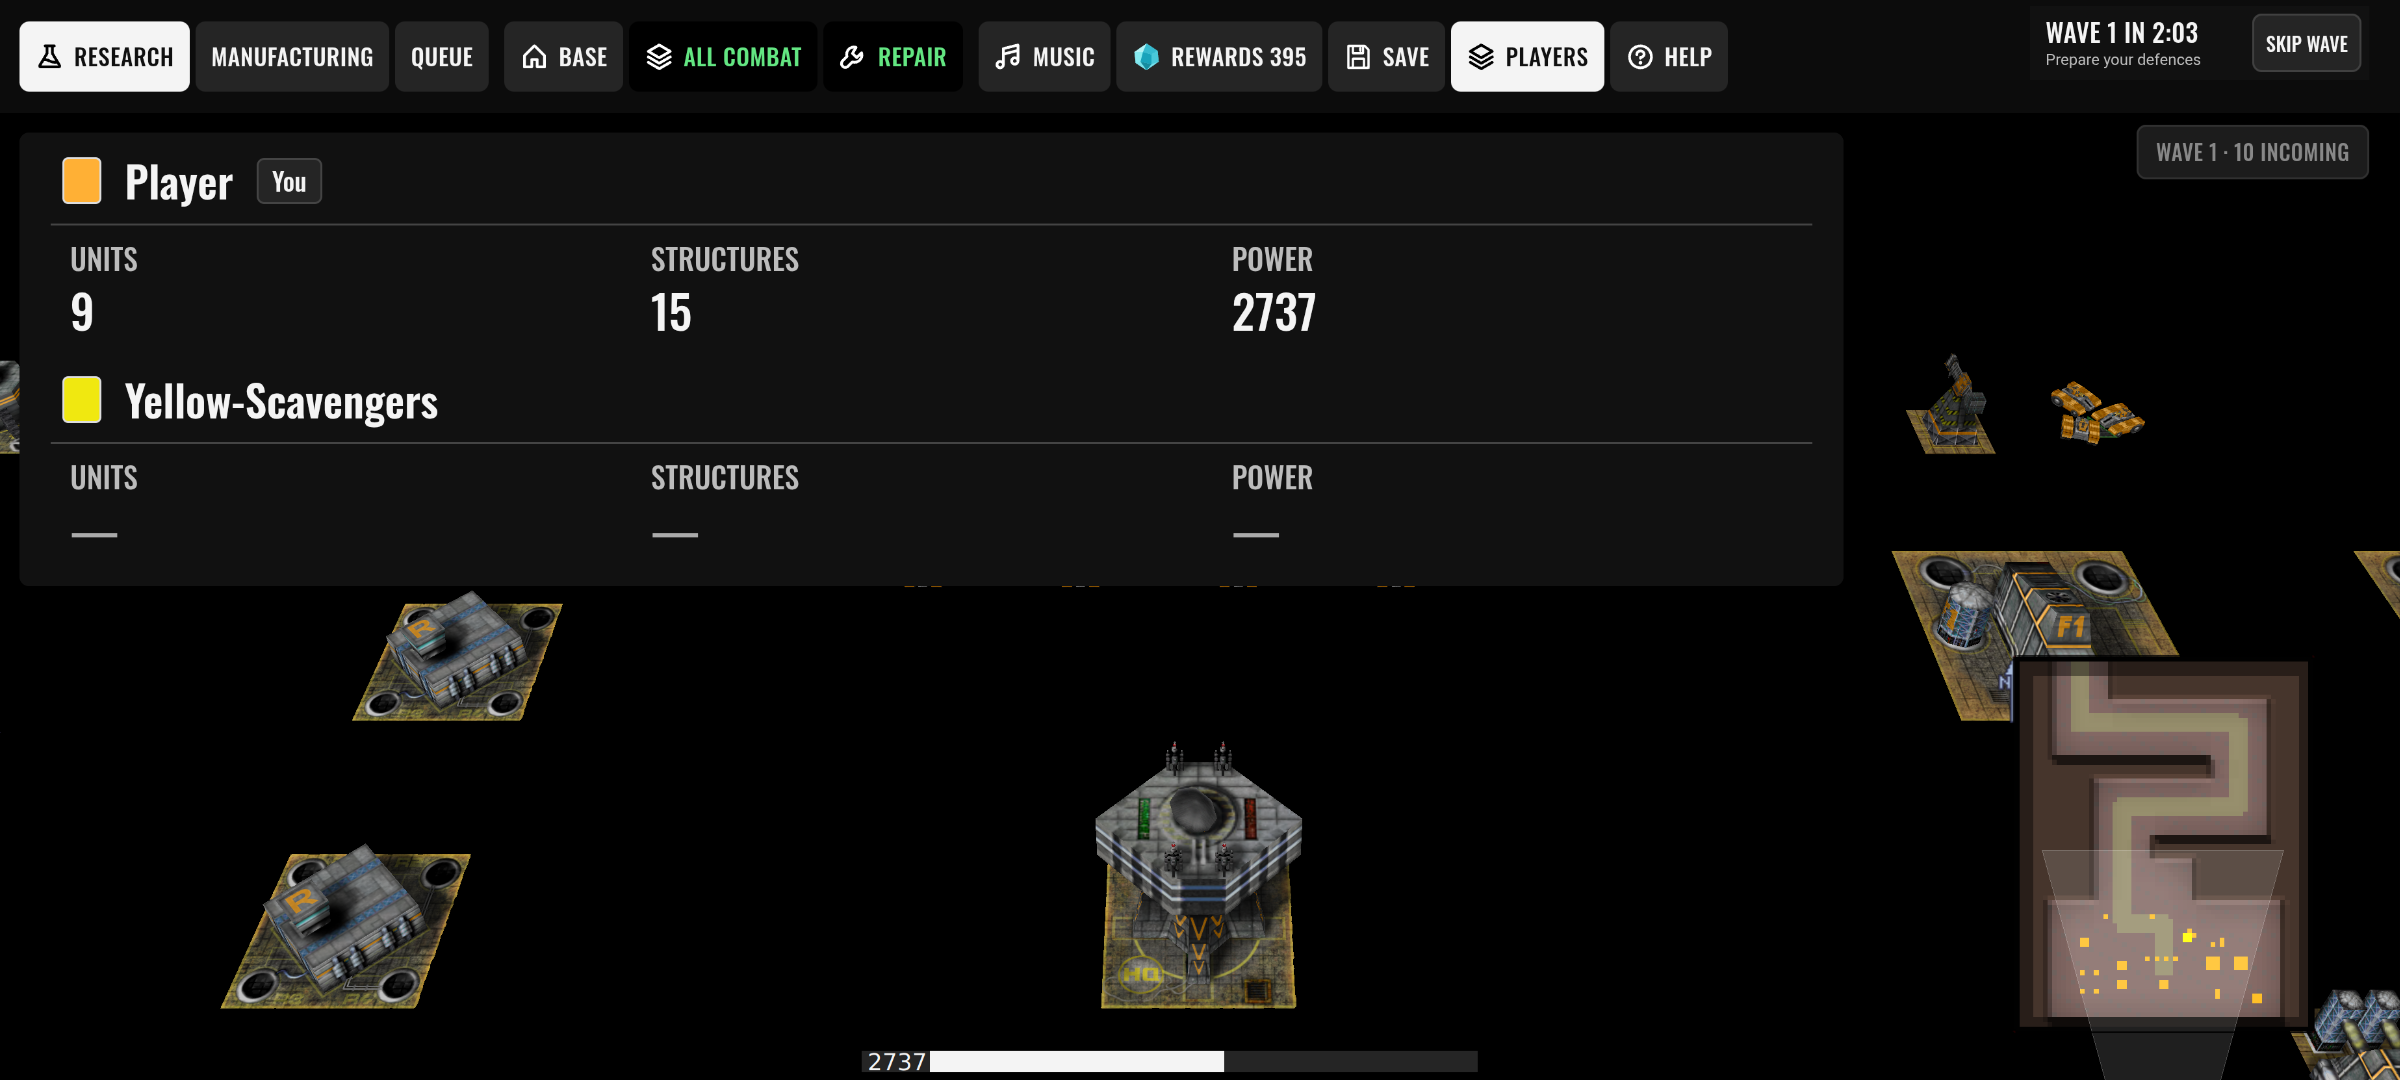 RESEARCH MANUFACTURING QUEUE BASE ALL COMBAT REPAIR MUSIC REWARDS 395 SAVE PLAYERS HELP
WAVE 1 IN 2:03
Prepare your defences
SKIP WAVE
WAVE 1 · 10 INCOMING
Player You
UNITS STRUCTURES POWER
9 15 2737
Yellow-Scavengers
UNITS STRUCTURES POWER
— — —
R
F1
N
R
HQ
2737